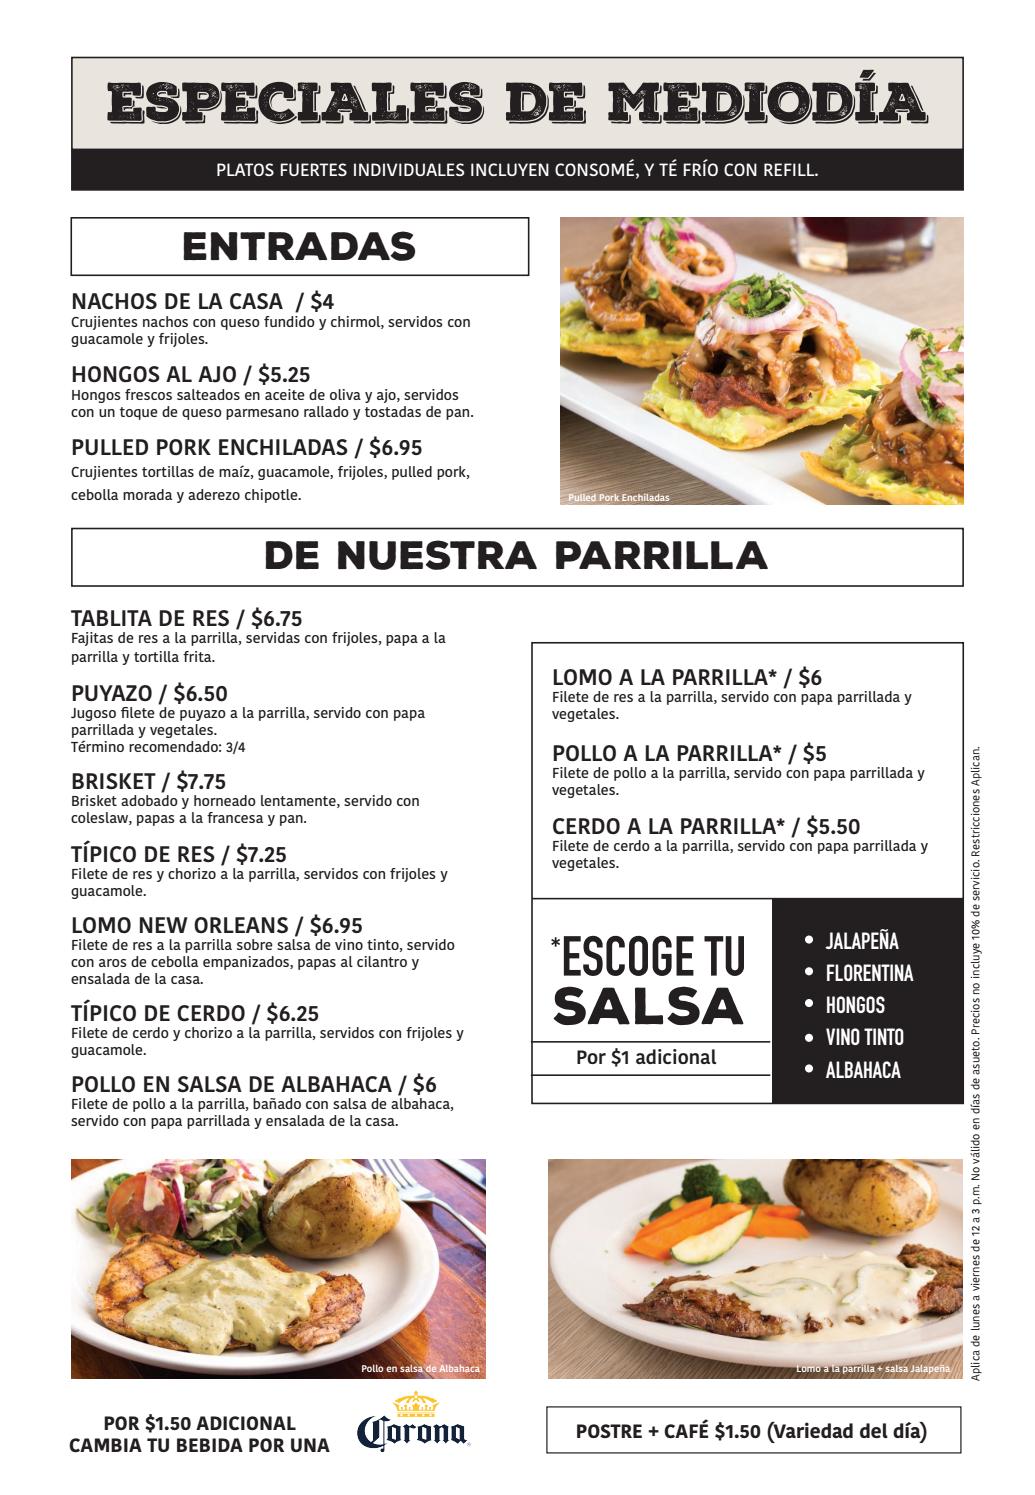 ESPECIALES DE MEDIODÍA
PLATOS FUERTES INDIVIDUALES INCLUYEN CONSOMÉ, Y TÉ FRÍO CON REFILL.
ENTRADAS
NACHOS DE LA CASA / $4
Crujientes nachos con queso fundido y chirmol, servidos con
guacamole y frijoles.
HONGOS AL AJO / $5.25
Hongos frescos salteados en aceite de oliva y ajo, servidos
con un toque de queso parmesano rallado y tostadas de pan.
PULLED PORK ENCHILADAS / $6.95
Crujientes tortillas de maíz, guacamole, frijoles, pulled pork,
cebolla morada y aderezo chipotle.
Pulled Pork Enchiladas
DE NUESTRA PARRILLA
TABLITA DE RES / $6.75
Fajitas de res a la parrilla, servidas con frijoles, papa a la
parrilla y tortilla frita.
PUYAZO / $6.50
Jugoso filete de puyazo a la parrilla, servido con papa
parrillada y vegetales.
Término recomendado: 3/4
BRISKET / $7.75
Brisket adobado y horneado lentamente, servido con
coleslaw, papas a la francesa y pan.
TÍPICO DE RES / $7.25
Filete de res y chorizo a la parrilla, servidos con frijoles y
guacamole.
LOMO NEW ORLEANS / $6.95
Filete de res a la parrilla sobre salsa de vino tinto, servido
con aros de cebolla empanizados, papas al cilantro y
ensalada de la casa.
TÍPICO DE CERDO / $6.25
Filete de cerdo y chorizo a la parrilla, servidos con frijoles y
guacamole.
POLLO EN SALSA DE ALBAHACA / $6
Filete de pollo a la parrilla, bañado con salsa de albahaca,
servido con papa parrillada y ensalada de la casa.
LOMO A LA PARRILLA* / $6
Filete de res a la parrilla, servido con papa parrillada y
vegetales.
POLLO A LA PARRILLA* / $5
Filete de pollo a la parrilla, servido con papa parrillada y
vegetales.
CERDO A LA PARRILLA* / $5.50
Filete de cerdo a la parrilla, servido con papa parrillada y
vegetales.
*ESCOGE TU
SALSA
Por $1 adicional
• JALAPEÑA
• FLORENTINA
• HONGOS
• VINO TINTO
• ALBAHACA
Aplica de lunes a viernes de 12 a 3 p.m. No válido en días de asueto. Precios no incluye 10% de servicio. Restricciones Aplican.
Pollo en salsa de Albahaca
Lomo a la parrilla + salsa Jalapeña
POR $1.50 ADICIONAL
CAMBIA TU BEBIDA POR UNA
Corona
POSTRE + CAFÉ $1.50 (Variedad del día)